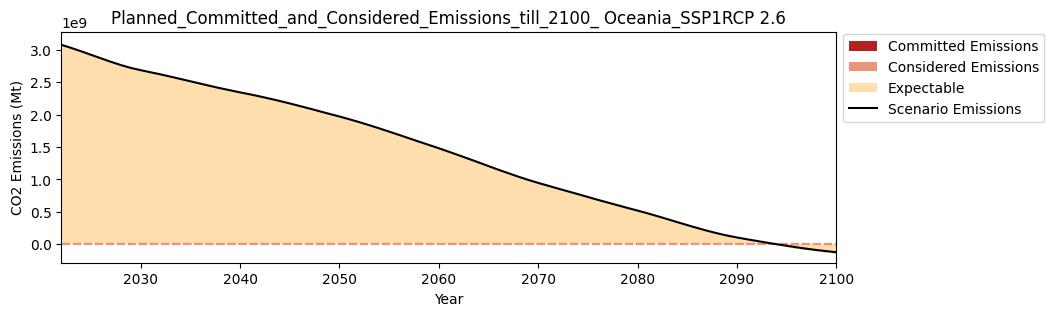 Planned_Committed_and_Considered_Emissions_till_2100_ Oceania_SSP1RCP 2.6
1e9
3.0
2.5
2.0
1.5
1.0
0.5
0.0
CO2 Emissions (Mt)
2030 2040 2050 2060 2070 2080 2090 2100
Year
Committed Emissions
Considered Emissions
Expectable
Scenario Emissions